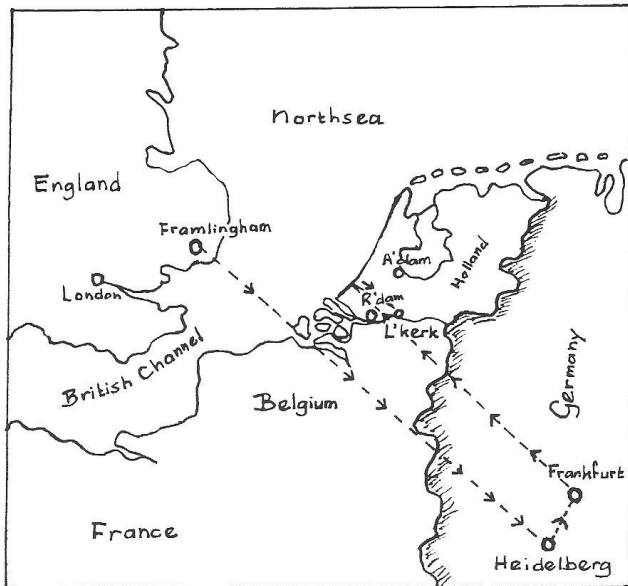 Northsea
England
Framlingham
London
A'dam
Holland
R'dam
L'kerk
British Channel
Belgium
Germany
Frankfurt
France
Heidelberg